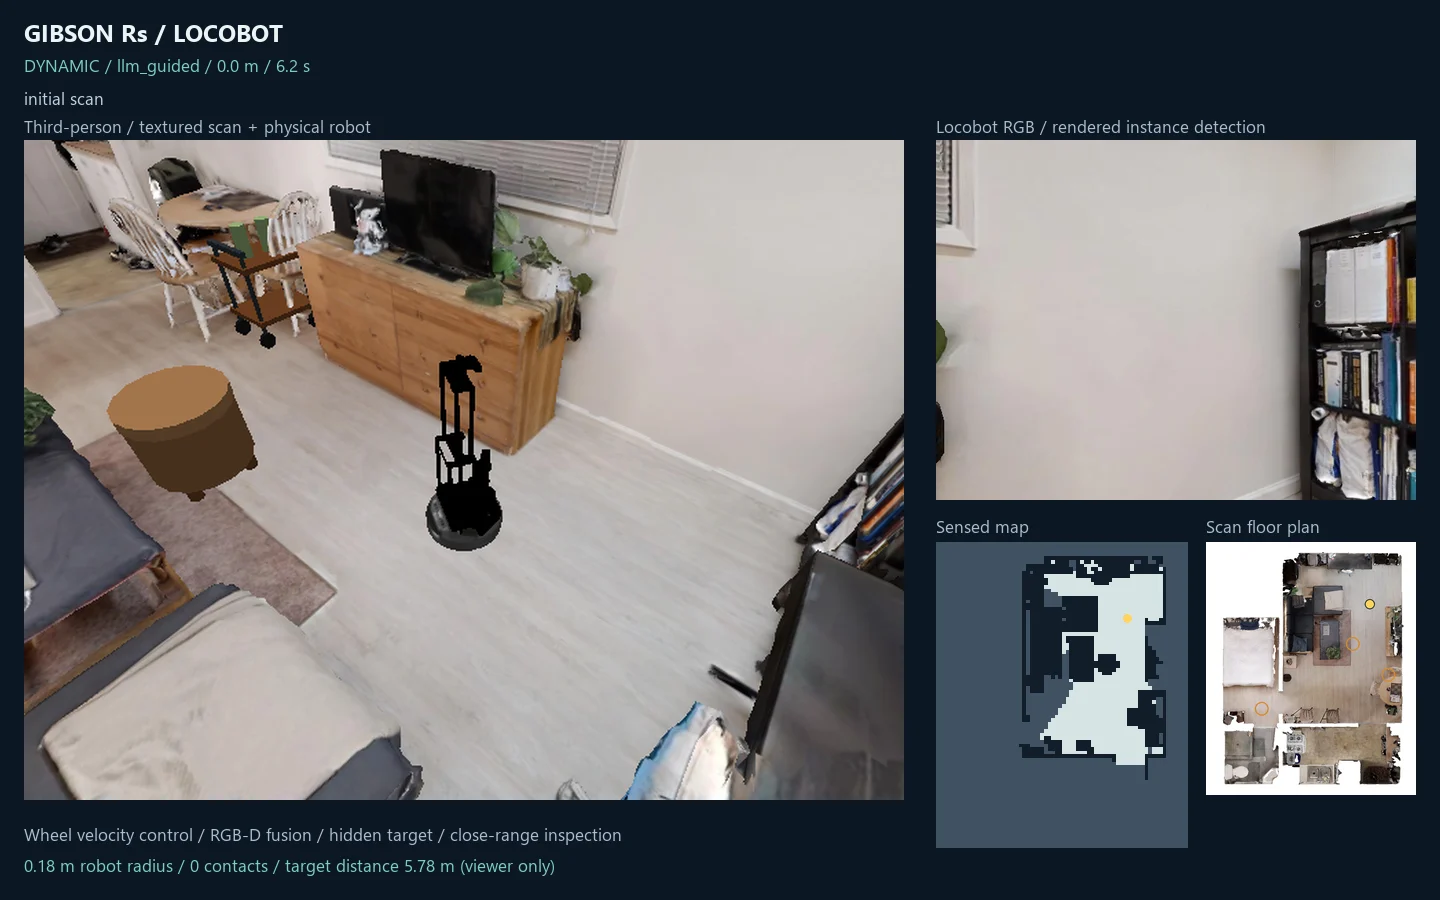 GIBSON Rs / LOCOBOT
DYNAMIC / llm_guided / 0.0 m / 6.2 s
initial scan
Third-person / textured scan + physical robot
Locobot RGB / rendered instance detection
Sensed map
Scan floor plan
Wheel velocity control / RGB-D fusion / hidden target / close-range inspection
0.18 m robot radius / 0 contacts / target distance 5.78 m (viewer only)